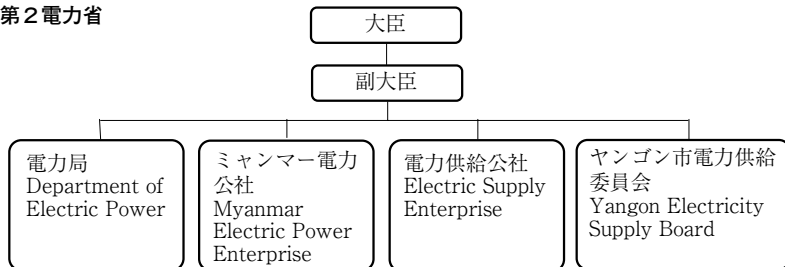 第2電力省
大臣
副大臣
電力局
Department of
Electric Power
ミャンマー電力
公社
Myanmar
Electric Power
Enterprise
電力供給公社
Electric Supply
Enterprise
ヤンゴン市電力供給
委員会
Yangon Electricity
Supply Board